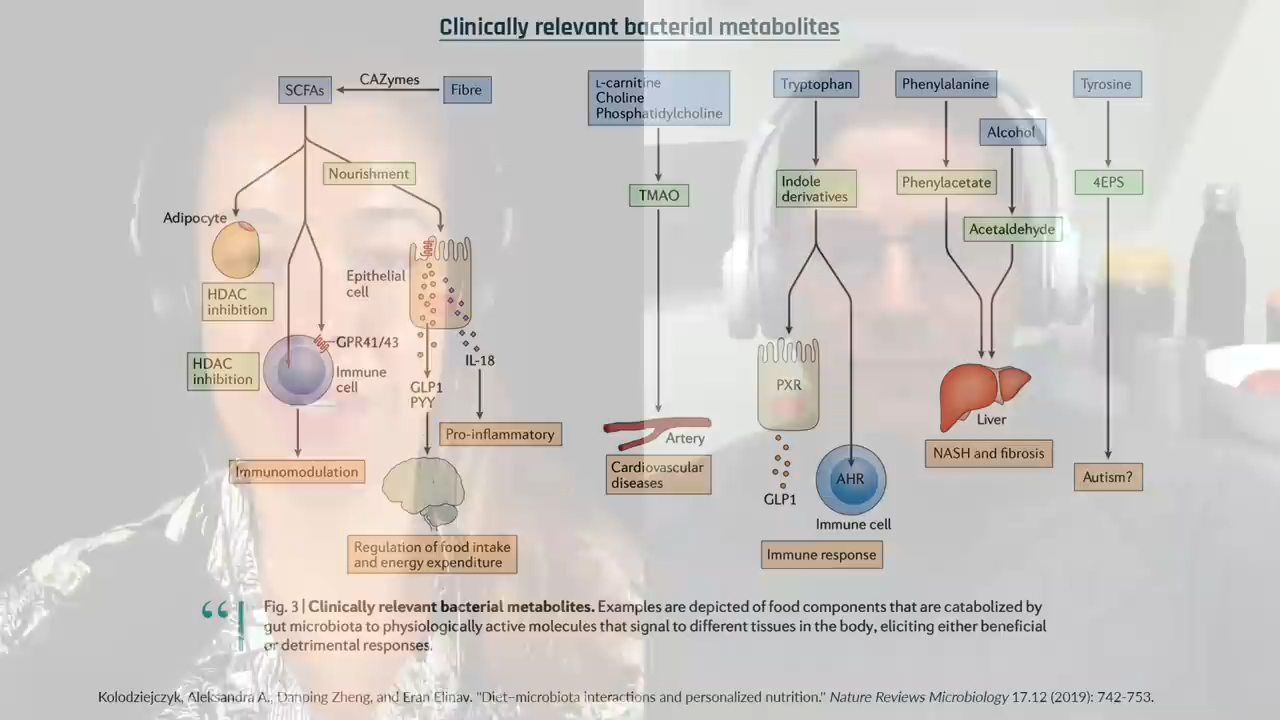 Clinically relevant bacterial metabolites
SCFAs
CAZymes
Fibre
Nourishment
Adipocyte
HDAC
inhibition
Epithelial
cell
GPR41/43
HDAC
inhibition
Immune
cell
IL-18
GLP1
PYY
Pro-inflammatory
Immunomodulation
Regulation of food intake
and energy expenditure
L-carnitine
Choline
Phosphatidylcholine
TMAO
Artery
Cardiovascular
diseases
Tryptophan
Indole
derivatives
PXR
GLP1
AHR
Immune cell
Immune response
Phenylalanine
Alcohol
Phenylacetate
Acetaldehyde
Liver
NASH and fibrosis
Tyrosine
4EPS
Autism?
“ Fig. 3 | Clinically relevant bacterial metabolites. Examples are depicted of food components that are catabolized by
gut microbiota to physiologically active molecules that signal to different tissues in the body, eliciting either beneficial
or detrimental responses.
Kolodziejczyk, Aleksandra A., Danping Zheng, and Eran Elinav. "Diet–microbiota interactions and personalized nutrition." Nature Reviews Microbiology 17.12 (2019): 742-753.